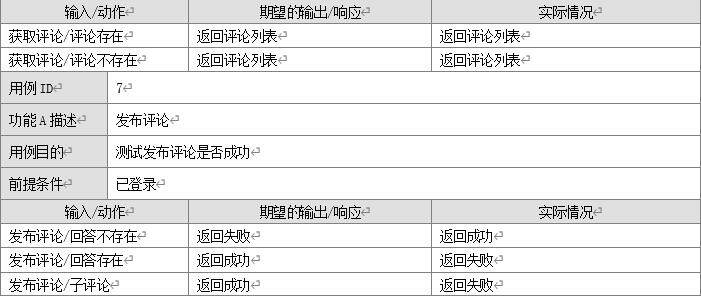 输入/动作 期望的输出/响应 实际情况
获取评论/评论存在 返回评论列表 返回评论列表
获取评论/评论不存在 返回评论列表 返回评论列表
用例 ID 7
功能 A 描述 发布评论
用例目的 测试发布评论是否成功
前提条件 已登录
输入/动作 期望的输出/响应 实际情况
发布评论/回答不存在 返回失败 返回成功
发布评论/回答存在 返回成功 返回失败
发布评论/子评论 返回成功 返回失败